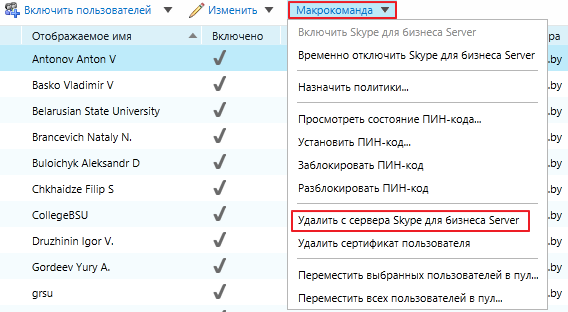 Включить пользователей Изменить Макрокоманда
Отображаемое имя Включено ра
Antonov Anton V .by
Basko Vladimir V .by
Belarusian State University .by
Brancevich Nataly N. .by
Buloichyk Aleksandr D .by
Chkhaidze Filip S .by
CollegeBSU .by
Druzhinin Igor V. .by
Gordeev Yury A. .by
grsu .by
Включить Skype для бизнеса Server
Временно отключить Skype для бизнеса Server
Назначить политики...
Просмотреть состояние ПИН-кода...
Установить ПИН-код...
Заблокировать ПИН-код
Разблокировать ПИН-код
Удалить с сервера Skype для бизнеса Server
Удалить сертификат пользователя
Переместить выбранных пользователей в пул...
Переместить всех пользователей в пул...